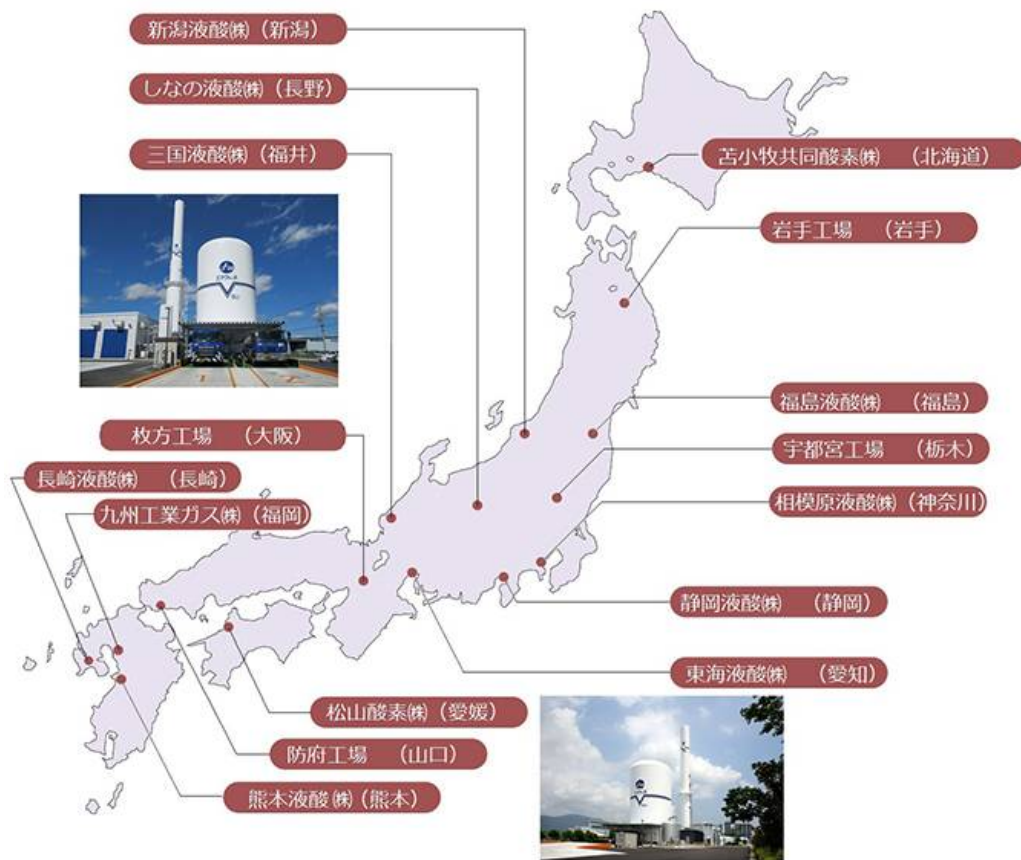 新潟液酸㈱（新潟）
しなの液酸㈱（長野）
三国液酸㈱（福井）
苫小牧共同酸素㈱　（北海道）
岩手工場　（岩手）
福島液酸㈱　（福島）
枚方工場　（大阪）
宇都宮工場　（栃木）
長崎液酸㈱　（長崎）
相模原液酸㈱（神奈川）
九州工業ガス㈱（福岡）
静岡液酸㈱　（静岡）
東海液酸㈱　（愛知）
松山酸素㈱（愛媛）
防府工場　（山口）
熊本液酸㈱（熊本）